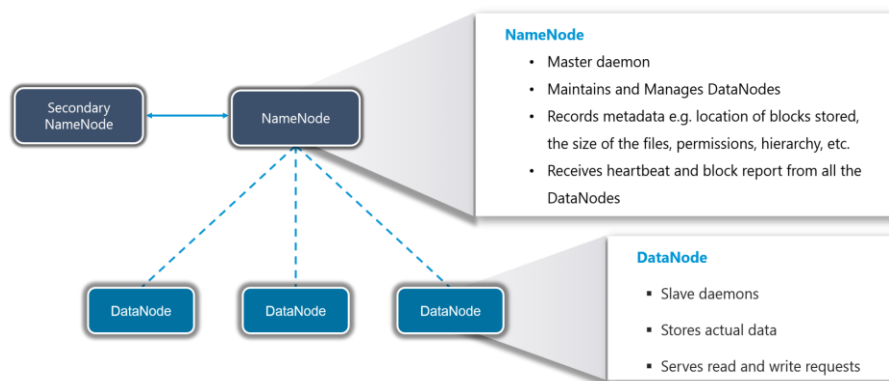 NameNode
• Master daemon
• Maintains and Manages DataNodes
• Records metadata e.g. location of blocks stored,
the size of the files, permissions, hierarchy, etc.
• Receives heartbeat and block report from all the
DataNodes
Secondary
NameNode
NameNode
DataNode
DataNode
DataNode
DataNode
▪ Slave daemons
▪ Stores actual data
▪ Serves read and write requests